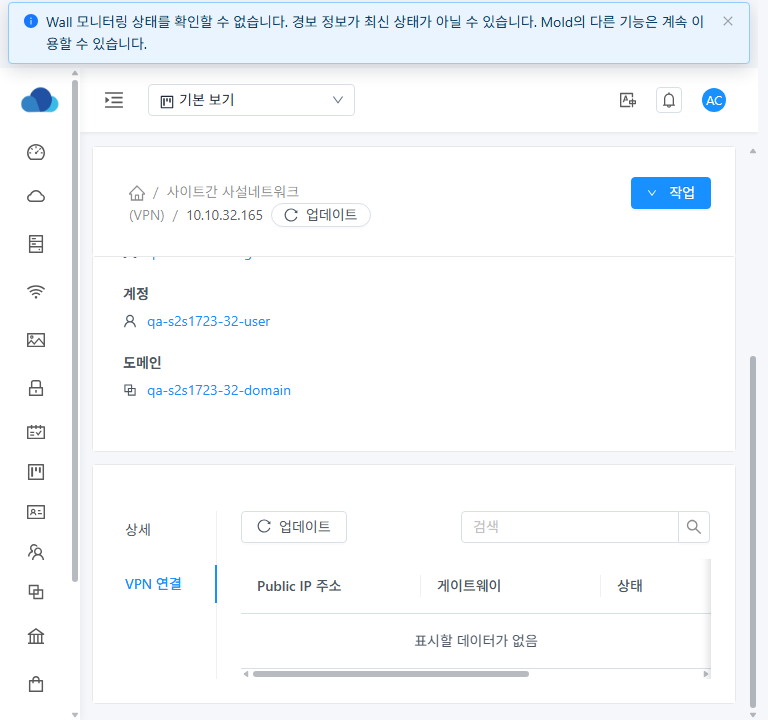 Wall 모니터링 상태를 확인할 수 없습니다. 경보 정보가 최신 상태가 아닐 수 있습니다. Mold의 다른 기능은 계속 이
용할 수 있습니다.
기본 보기
AC
/ 사이트간 사설네트워크
(VPN) / 10.10.32.165 업데이트
작업
계정
qa-s2s1723-32-user
도메인
qa-s2s1723-32-domain
상세
VPN 연결
업데이트
검색
Public IP 주소 게이트웨이 상태
표시할 데이터가 없음